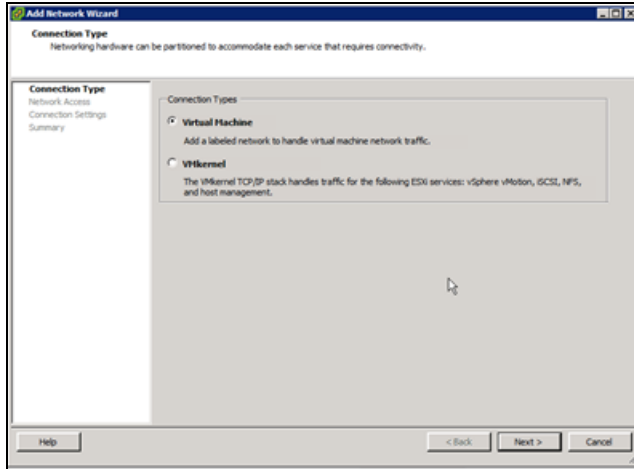 Add Network Wizard
Connection Type
Networking hardware can be partitioned to accommodate each service that requires connectivity.
Connection Type
Network Access
Connection Settings
Summary
Connection Types
Virtual Machine
Add a labeled network to handle virtual machine network traffic.
VMkernel
The VMkernel TCP/IP stack handles traffic for the following ESXi services: vSphere vMotion, iSCSI, NFS,
and host management.
Help
< Back
Next >
Cancel